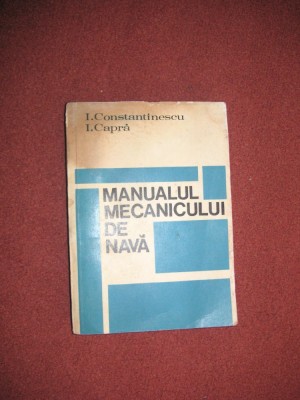 I.Constantinescu
I.Capră
MANUALUL
MECANICULUI
DE
NAVĂ